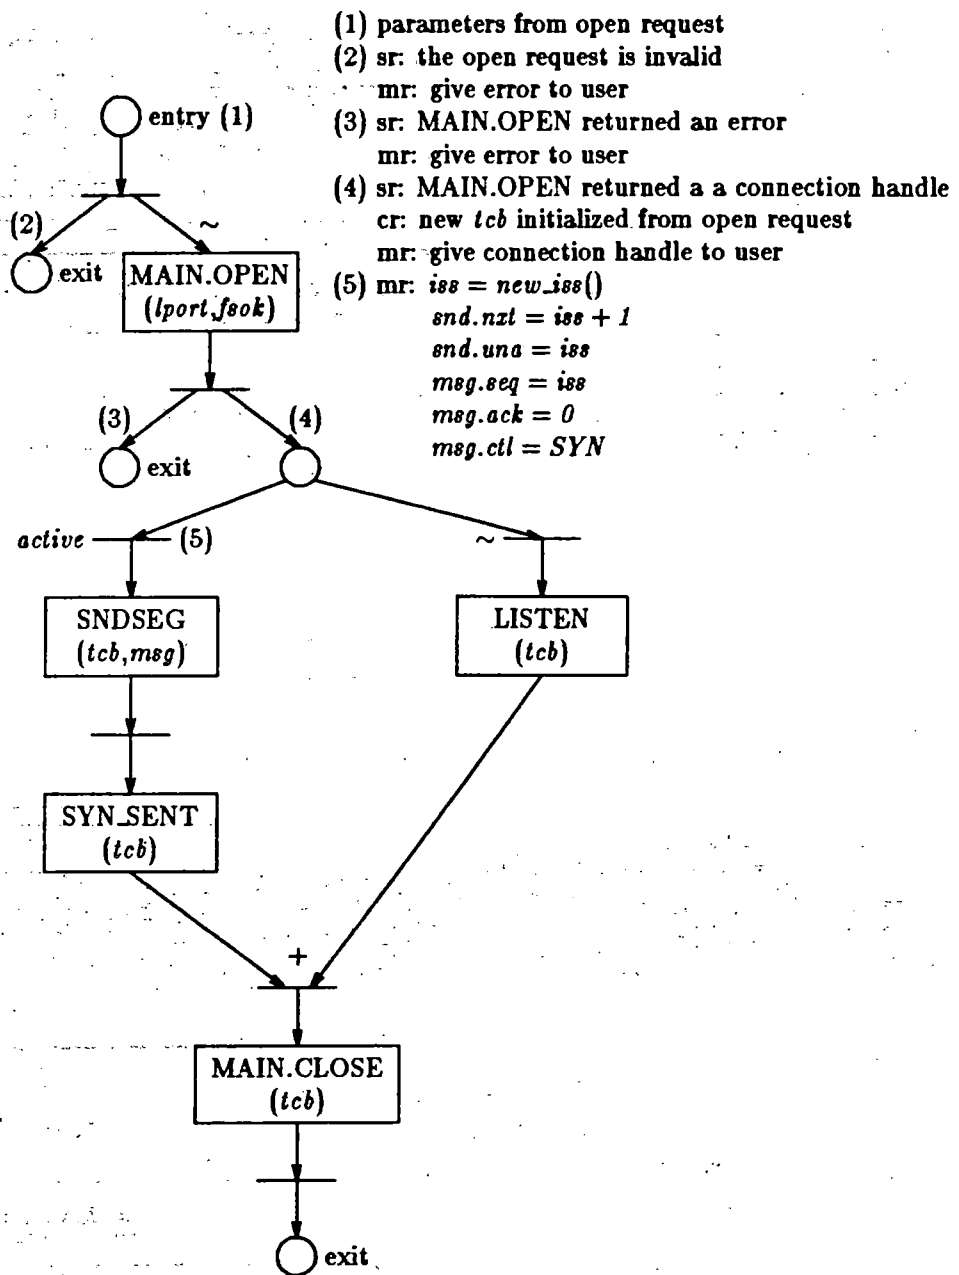 (1) parameters from open request
(2) sr: the open request is invalid
mr: give error to user
(3) sr: MAIN.OPEN returned an error
mr: give error to user
(4) sr: MAIN.OPEN returned a a connection handle
cr: new tcb initialized from open request
mr: give connection handle to user
(5) mr: iss = new_iss()
snd.nxt = iss + 1
snd.una = iss
msg.seq = iss
msg.ack = 0
msg.ctl = SYN
entry (1)
(2)
~
exit
MAIN.OPEN
(lport,fsok)
(3)
(4)
exit
active
(5)
~
SNDSEG
(tcb,msg)
LISTEN
(tcb)
SYN_SENT
(tcb)
+
MAIN.CLOSE
(tcb)
exit